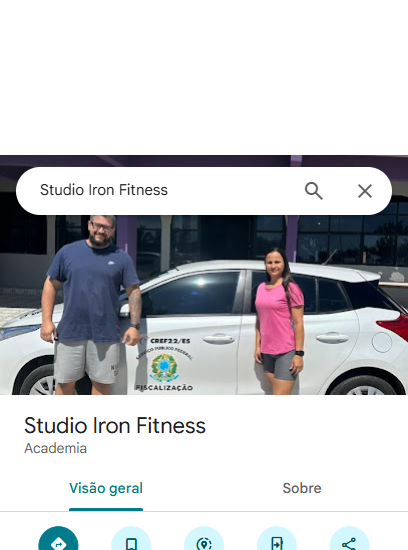 Studio Iron Fitness
CREF22/ES
SERVIÇO PÚBLICO FEDERAL
FISCALIZAÇÃO
Studio Iron Fitness
Academia
Visão geral
Sobre